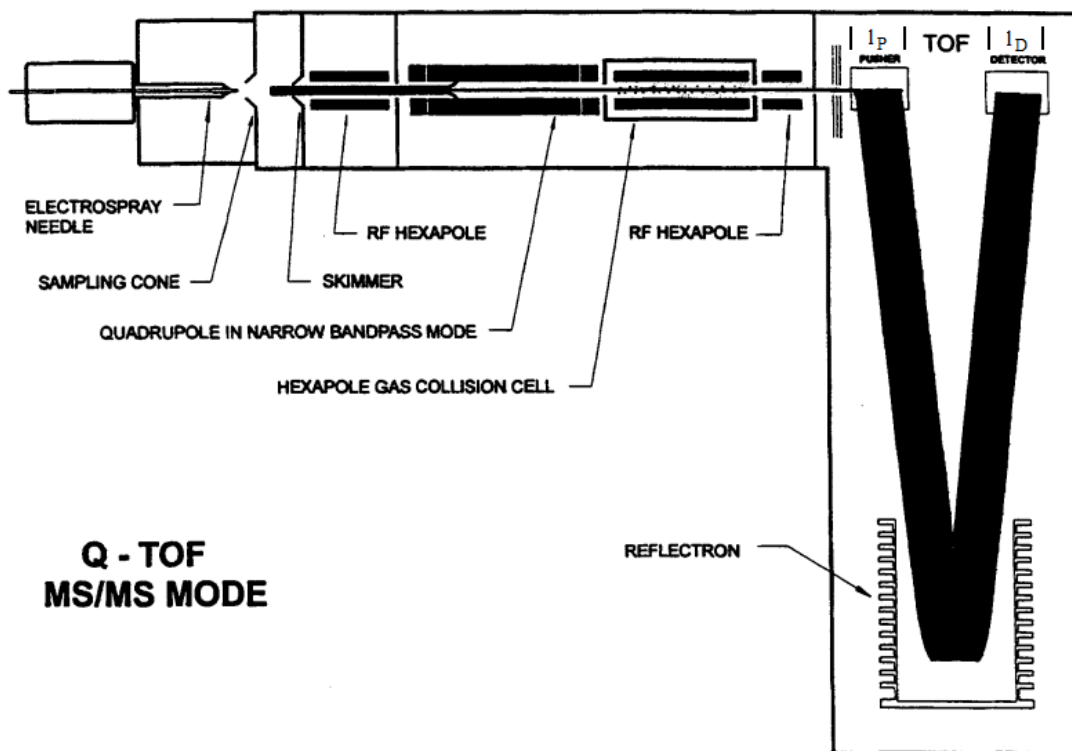 | 1P | TOF | 1D |
PUSHER DETECTOR
ELECTROSPRAY
NEEDLE
RF HEXAPOLE
RF HEXAPOLE
SAMPLING CONE
SKIMMER
QUADRUPOLE IN NARROW BANDPASS MODE
HEXAPOLE GAS COLLISION CELL
REFLECTRON
Q - TOF
MS/MS MODE